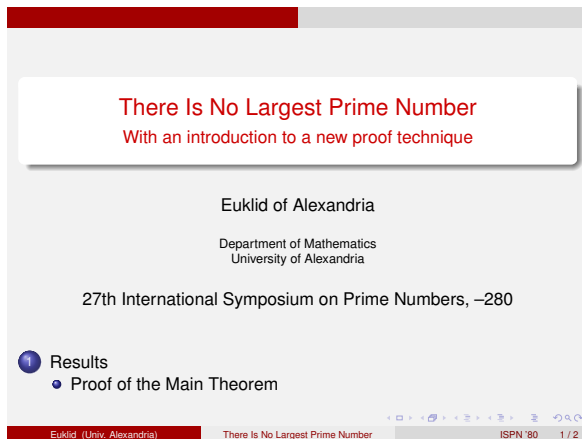 There Is No Largest Prime Number
With an introduction to a new proof technique
Euklid of Alexandria
Department of Mathematics
University of Alexandria
27th International Symposium on Prime Numbers, –280
1 Results
Proof of the Main Theorem
Euklid (Univ. Alexandria) There Is No Largest Prime Number ISPN '80 1 / 2